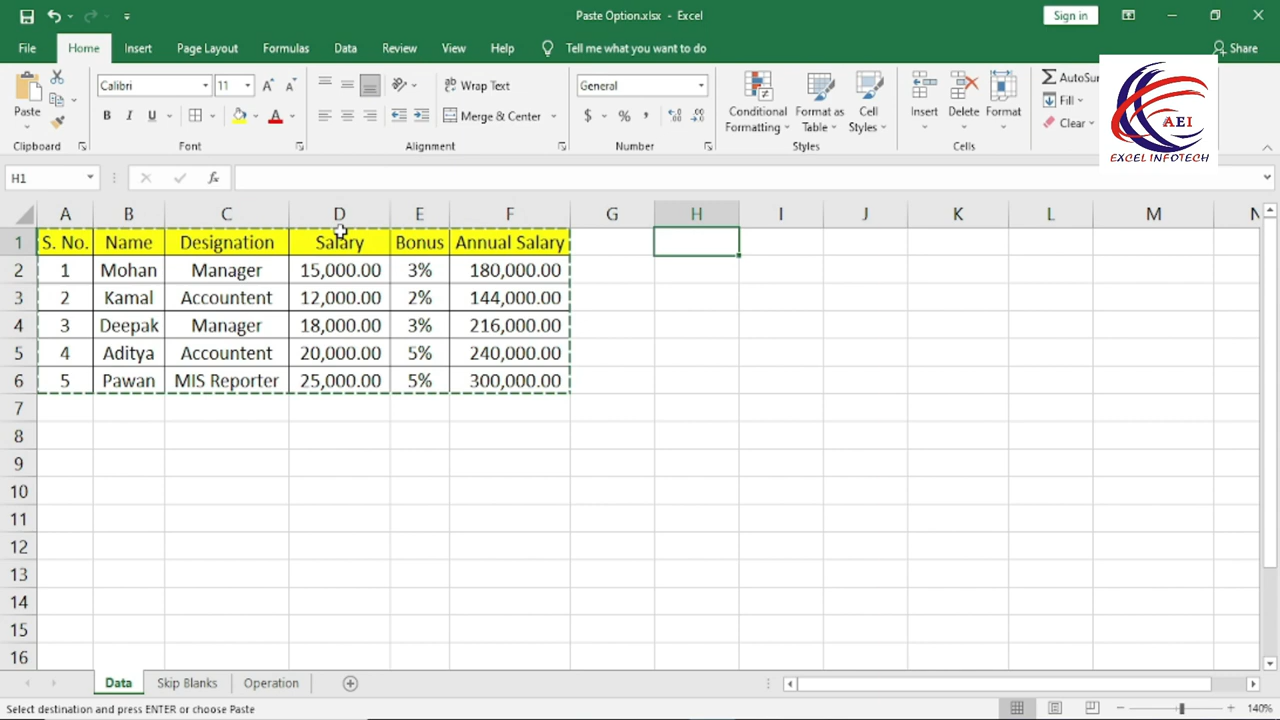 Paste Option.xlsx - Excel
Sign in
File Home Insert Page Layout Formulas Data Review View Help Tell me what you want to do Share
Paste
Clipboard
Calibri 11
B I U A
Font
Wrap Text
Merge & Center
Alignment
General
$ % ,
Number
Conditional Formatting
Format as Table
Cell Styles
Styles
Insert Delete Format
Cells
AutoSu
Fill
Clear
AEI
EXCEL INFOTECH
H1 fx
A B C D E F G H I J K L M N
1 S. No. Name Designation Salary Bonus Annual Salary
2 1 Mohan Manager 15,000.00 3% 180,000.00
3 2 Kamal Accountent 12,000.00 2% 144,000.00
4 3 Deepak Manager 18,000.00 3% 216,000.00
5 4 Aditya Accountent 20,000.00 5% 240,000.00
6 5 Pawan MIS Reporter 25,000.00 5% 300,000.00
7
8
9
10
11
12
13
14
15
16
Data Skip Blanks Operation
Select destination and press ENTER or choose Paste
140%